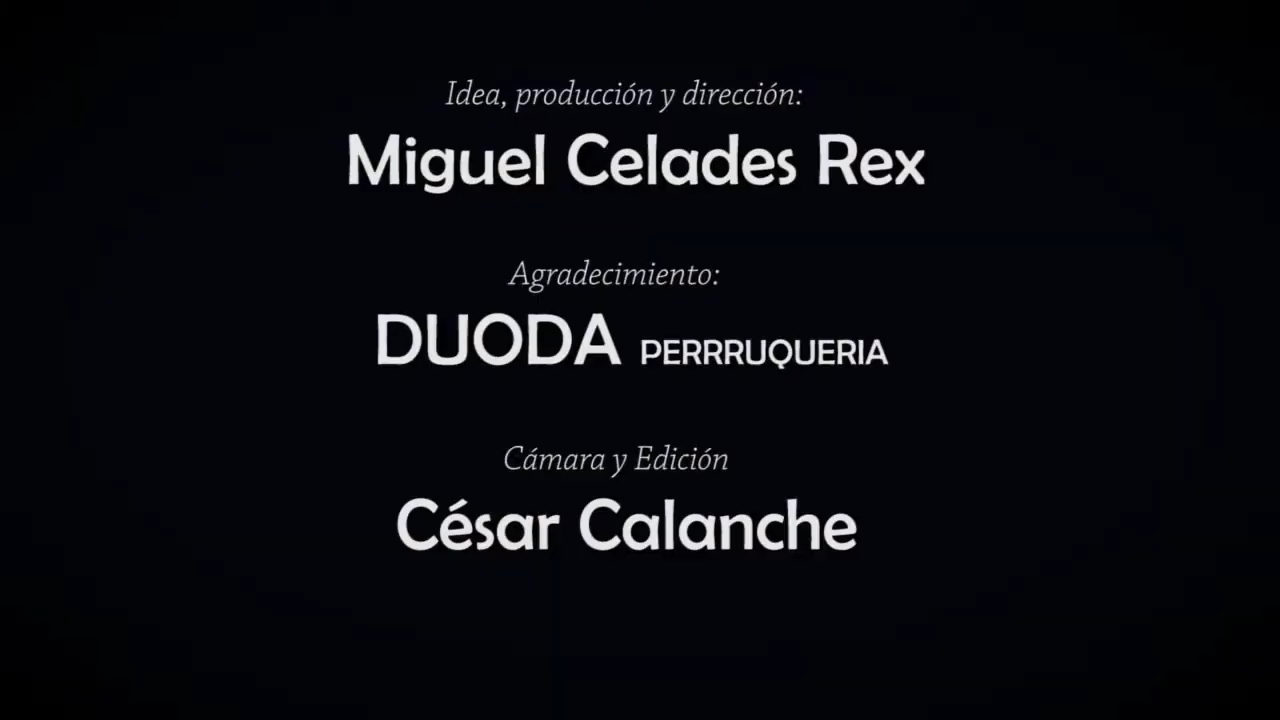 Idea, producción y dirección:
Miguel Celades Rex
Agradecimiento:
DUODA PERRRUQUERIA
Cámara y Edición
César Calanche